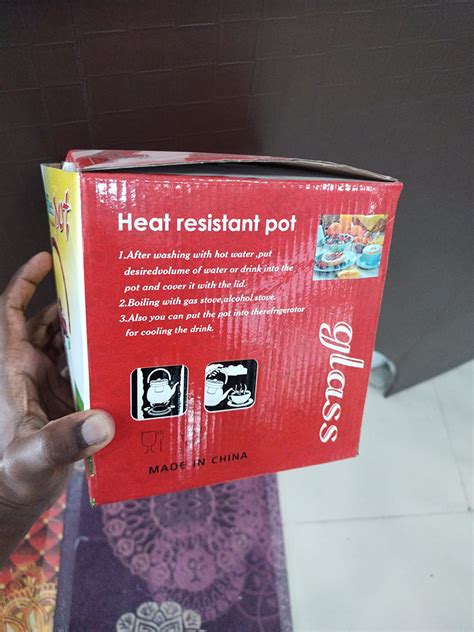 Heat resistant pot
1.After washing with hot water ,put
desiredvolume of water or drink into the
pot and cover it with the lid.
2.Boiling with gas stove,alcohol stove.
3.Also you can put the pot into therefrigerator
for cooling the drink.
glass
MADE IN CHINA